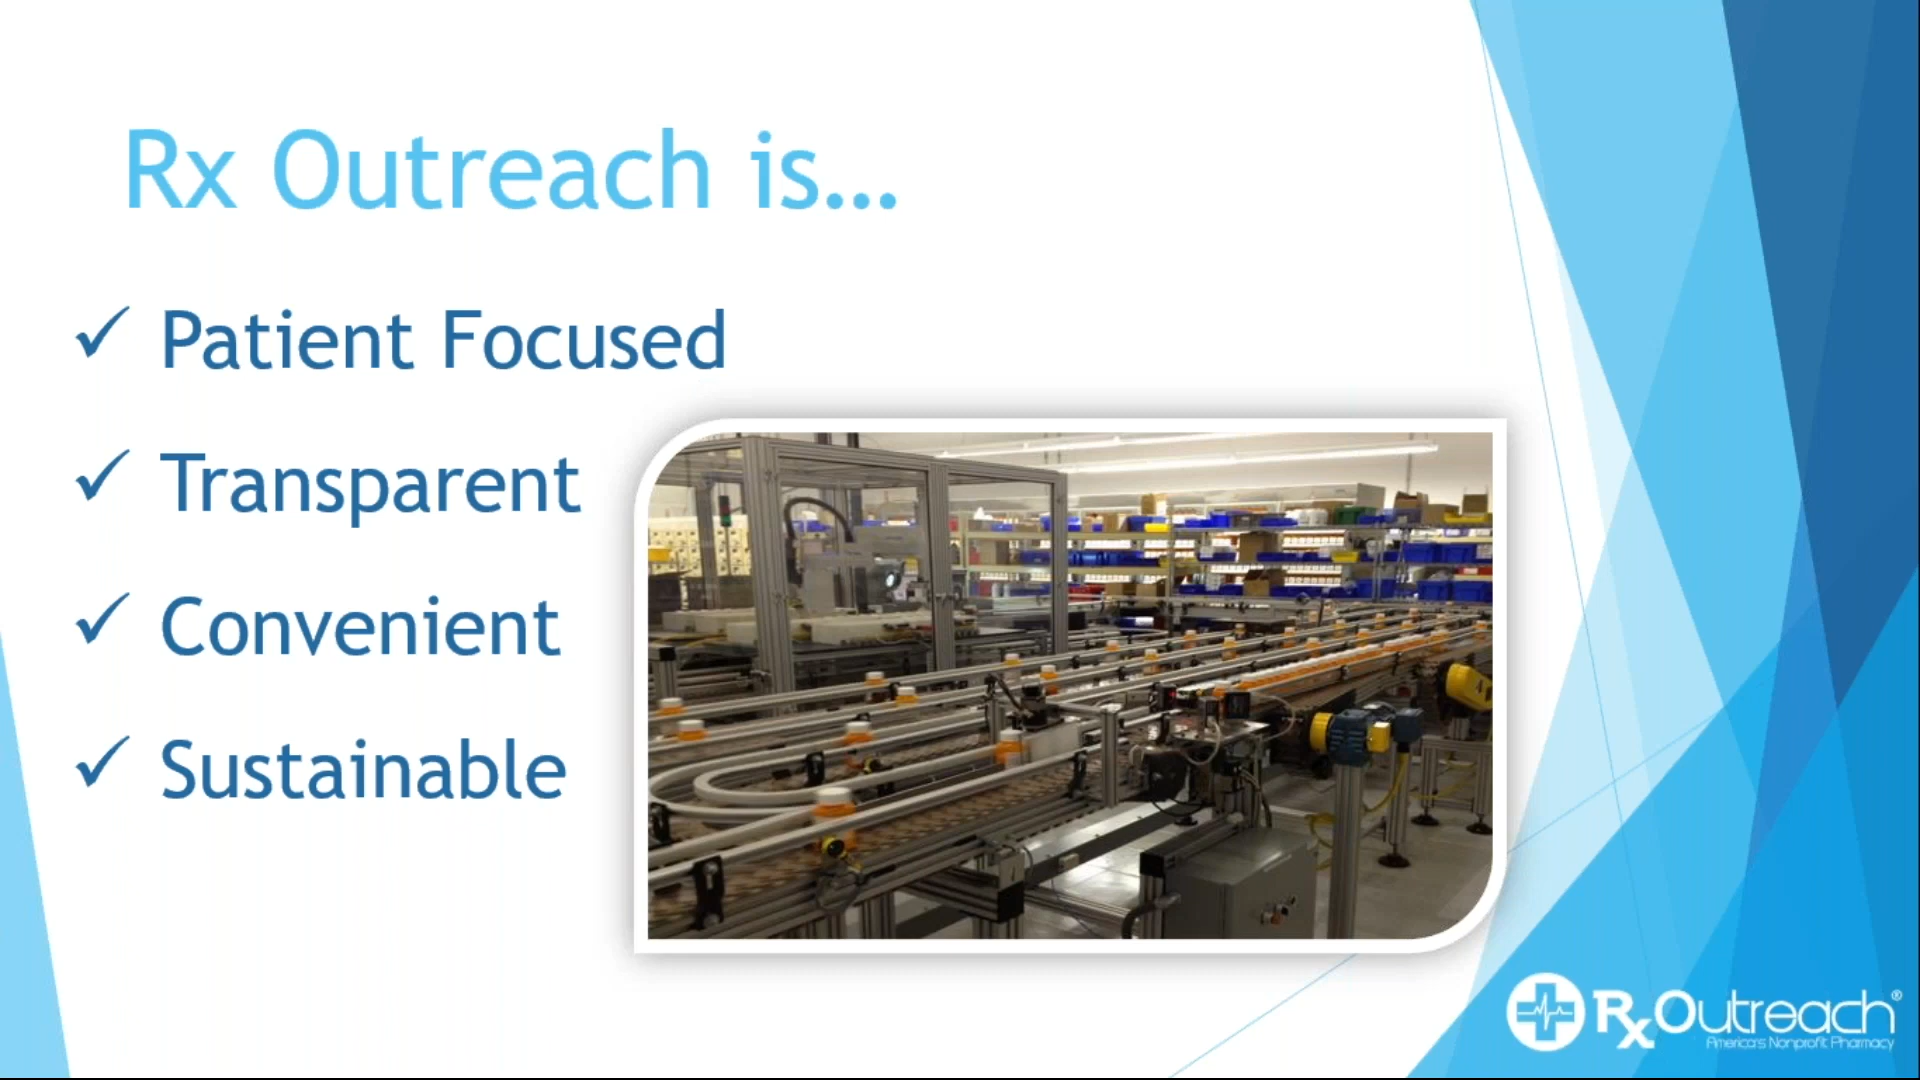 Rx Outreach is...
✓ Patient Focused
✓ Transparent
✓ Convenient
✓ Sustainable
RxOutreach®
America's Nonprofit Pharmacy